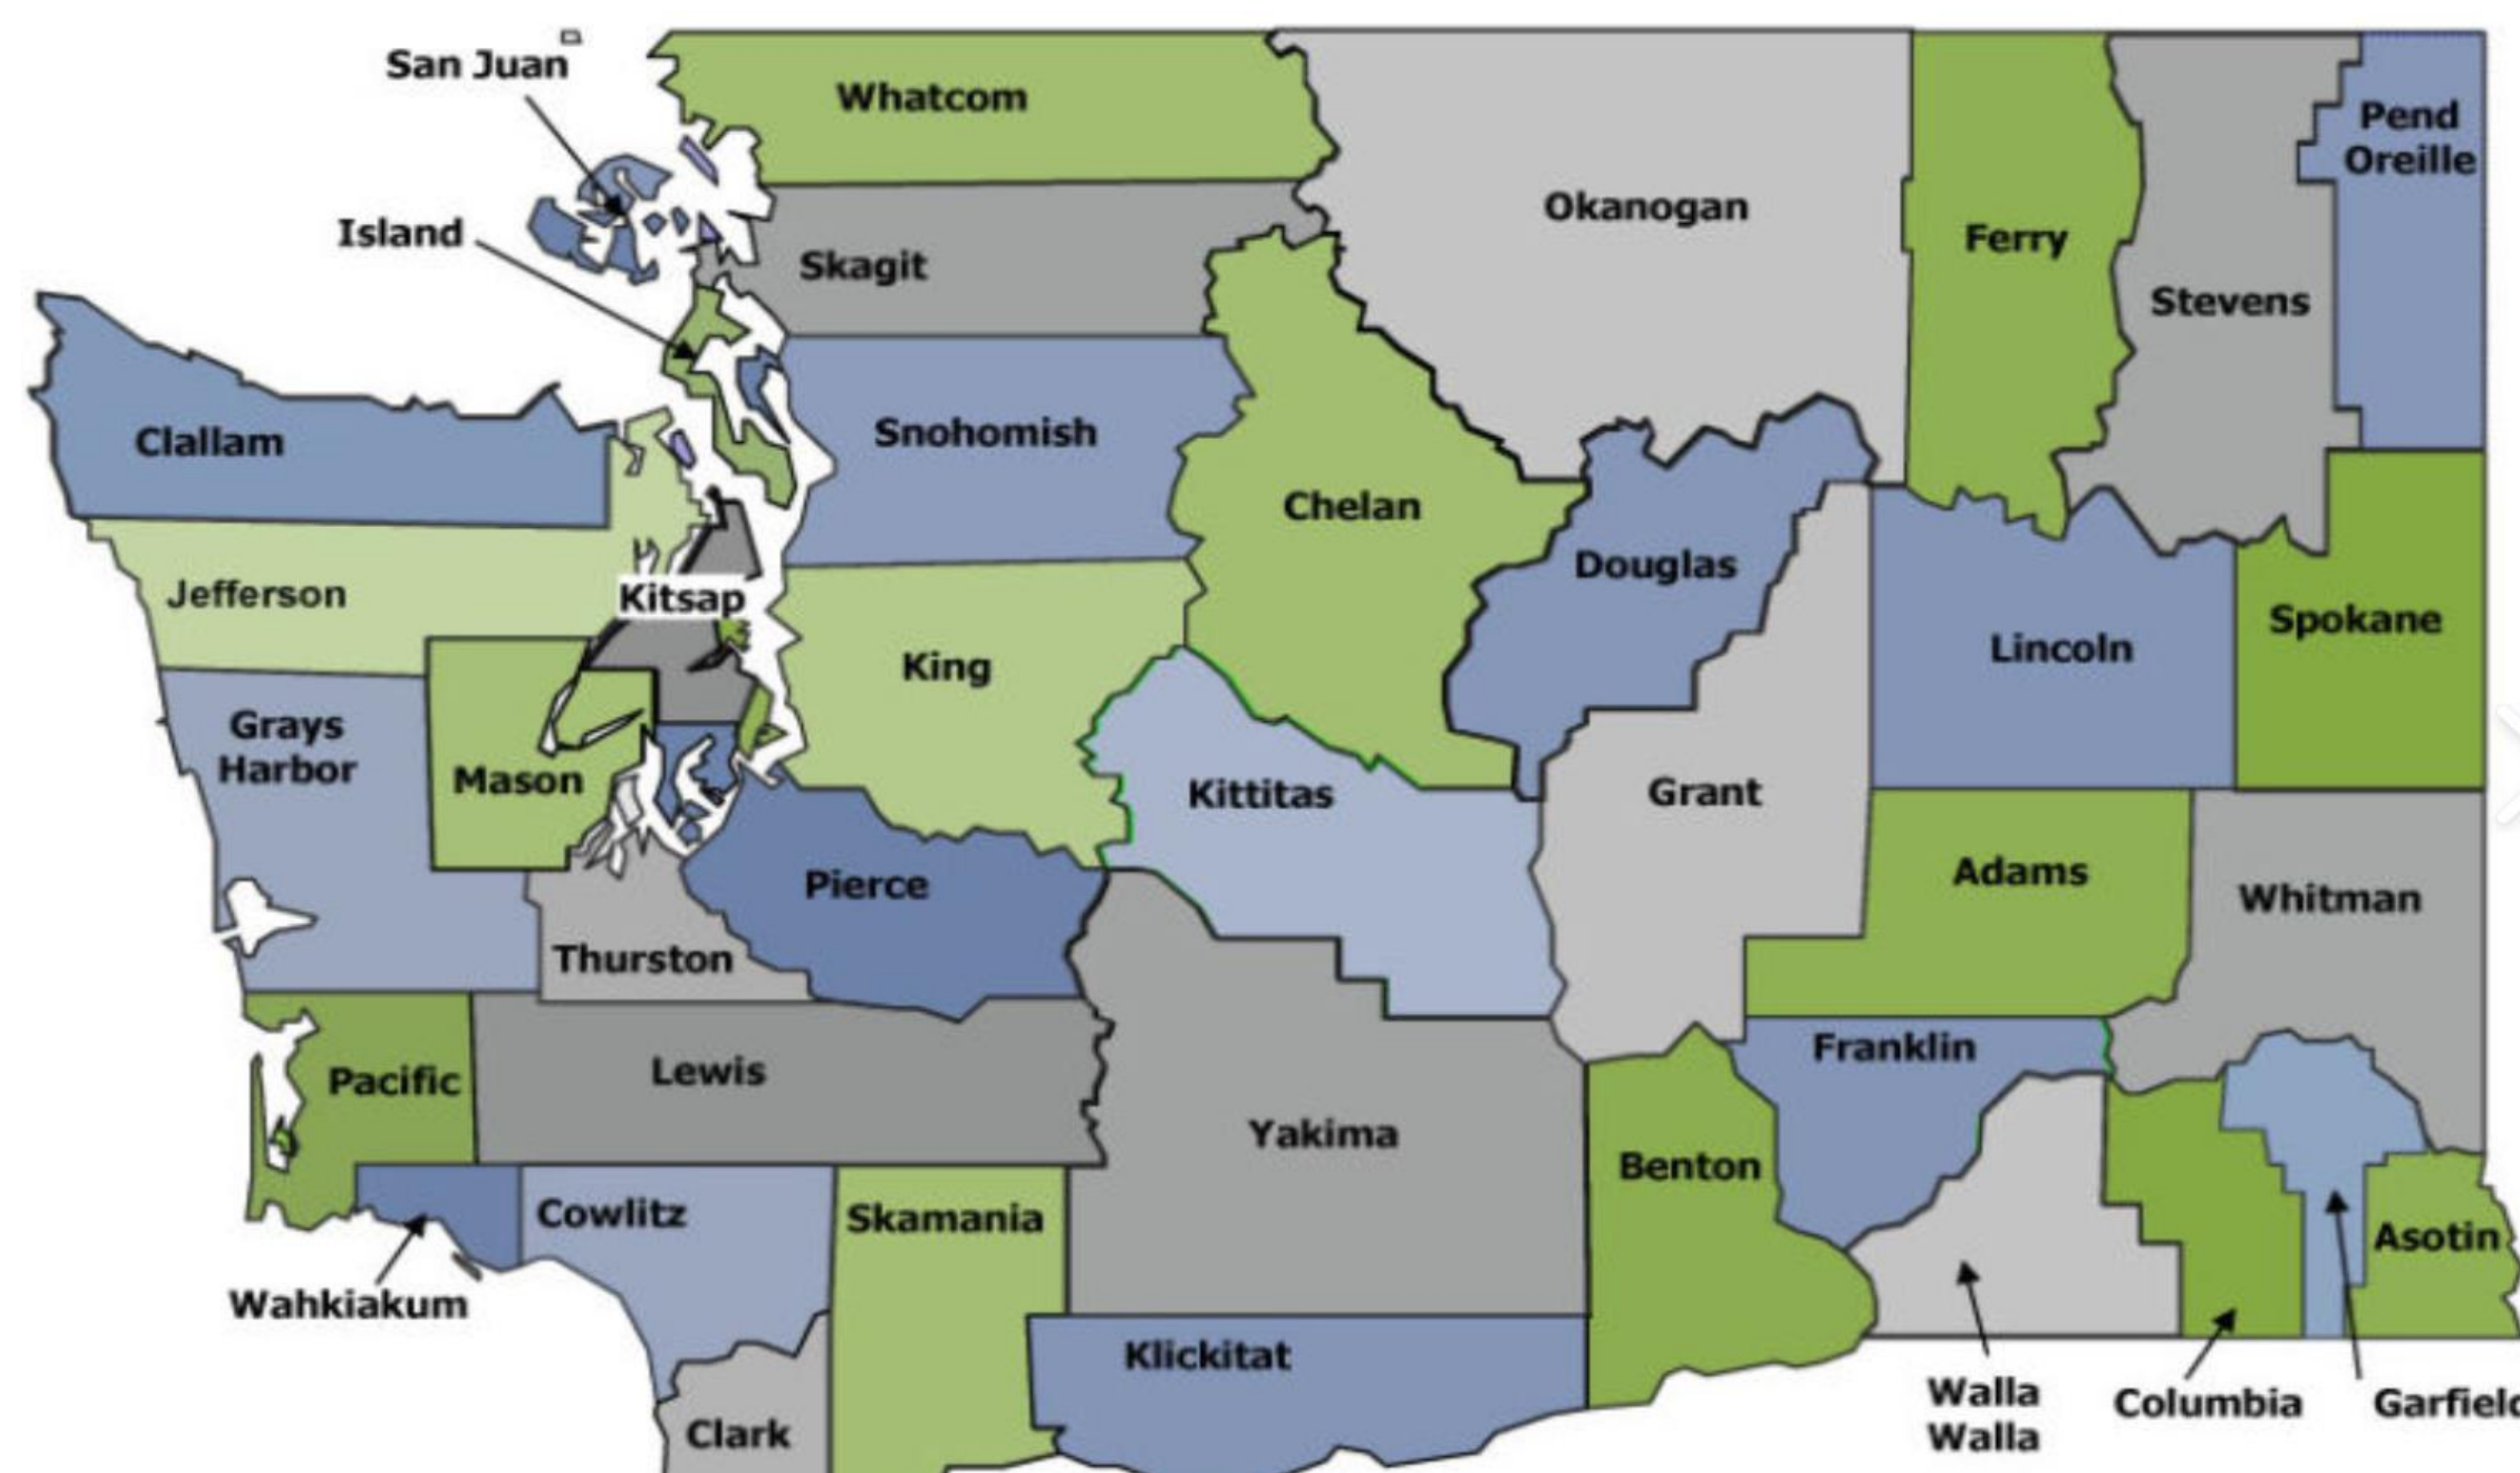 San Juan
Whatcom
Pend
Oreille
Okanogan
Island
Ferry
Skagit
Stevens
Clallam
Snohomish
Chelan
Douglas
Jefferson
Kitsap
Spokane
Lincoln
King
Grays
Harbor
Mason
Kittitas
Grant
Adams
Pierce
Whitman
Thurston
Franklin
Lewis
Pacific
Yakima
Benton
Cowlitz
Skamania
Asotin
Wahkiakum
Klickitat
Walla
Walla
Columbia
Garfield
Clark